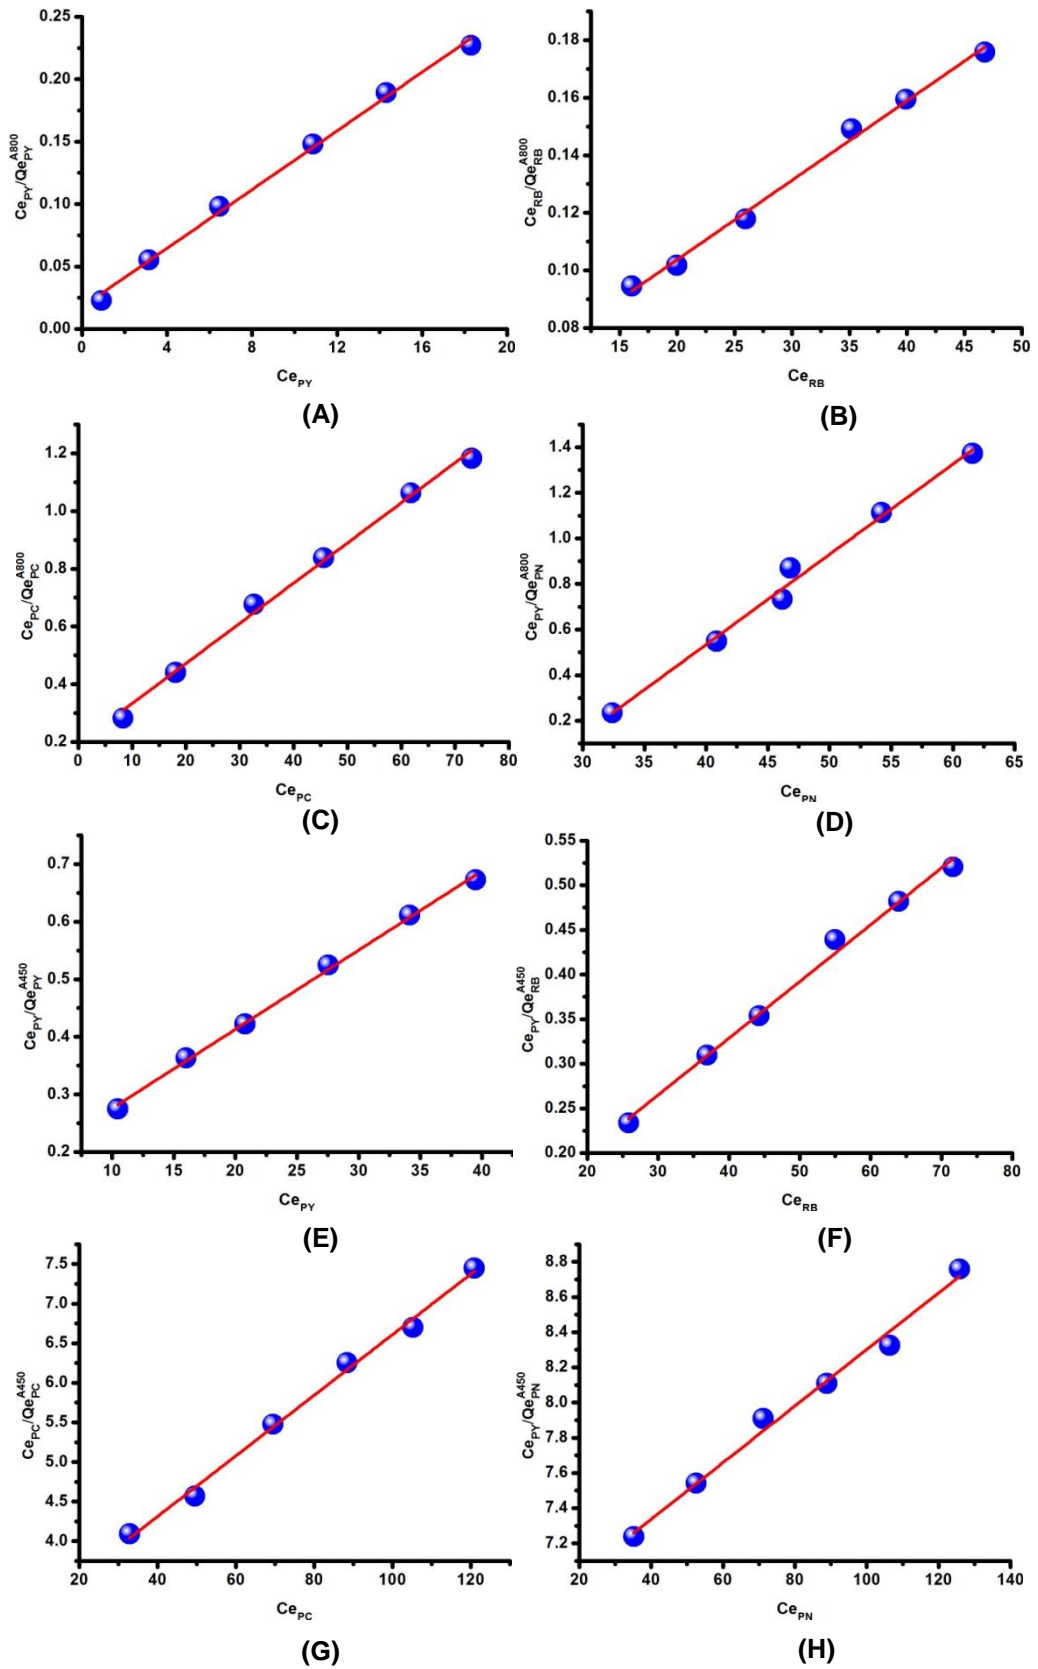 0.25
0.20
0.15
0.10
0.05
0.00
Ce_PY/Qe_PY^A800
0 4 8 12 16 20
Ce_PY
(A)
0.18
0.16
0.14
0.12
0.10
0.08
Ce_RB/Qe_RB^A800
15 20 25 30 35 40 45 50
Ce_RB
(B)
1.2
1.0
0.8
0.6
0.4
0.2
Ce_PC/Qe_PC^A800
0 10 20 30 40 50 60 70 80
Ce_PC
(C)
1.4
1.2
1.0
0.8
0.6
0.4
0.2
Ce_PY/Qe_PN^A800
30 35 40 45 50 55 60 65
Ce_PN
(D)
0.7
0.6
0.5
0.4
0.3
0.2
Ce_PY/Qe_PY^A450
10 15 20 25 30 35 40
Ce_PY
(E)
0.55
0.50
0.45
0.40
0.35
0.30
0.25
0.20
Ce_PY/Qe_RB^A450
20 30 40 50 60 70 80
Ce_RB
(F)
7.5
7.0
6.5
6.0
5.5
5.0
4.5
4.0
Ce_PC/Qe_PC^A450
20 40 60 80 100 120
Ce_PC
(G)
8.8
8.6
8.4
8.2
8.0
7.8
7.6
7.4
7.2
Ce_PY/Qe_PN^A450
20 40 60 80 100 120 140
Ce_PN
(H)